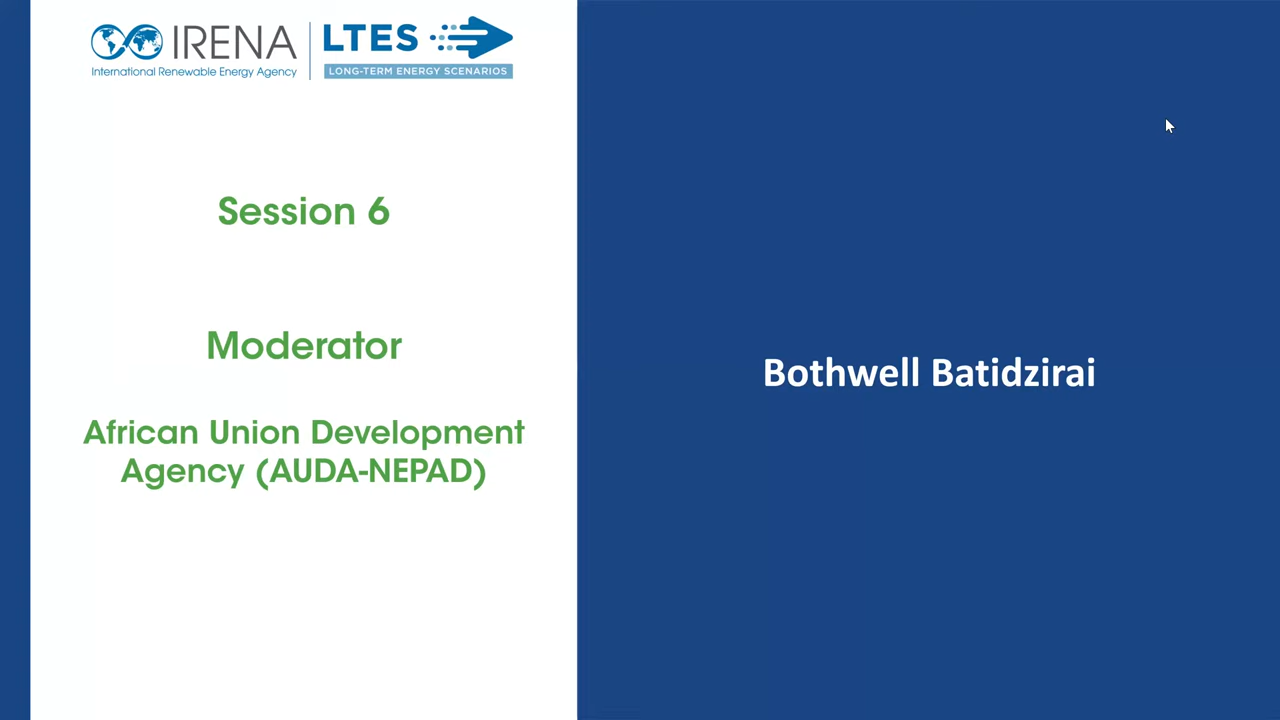 IRENA
International Renewable Energy Agency
LTES
LONG-TERM ENERGY SCENARIOS
Session 6
Moderator
African Union Development
Agency (AUDA-NEPAD)
Bothwell Batidzirai